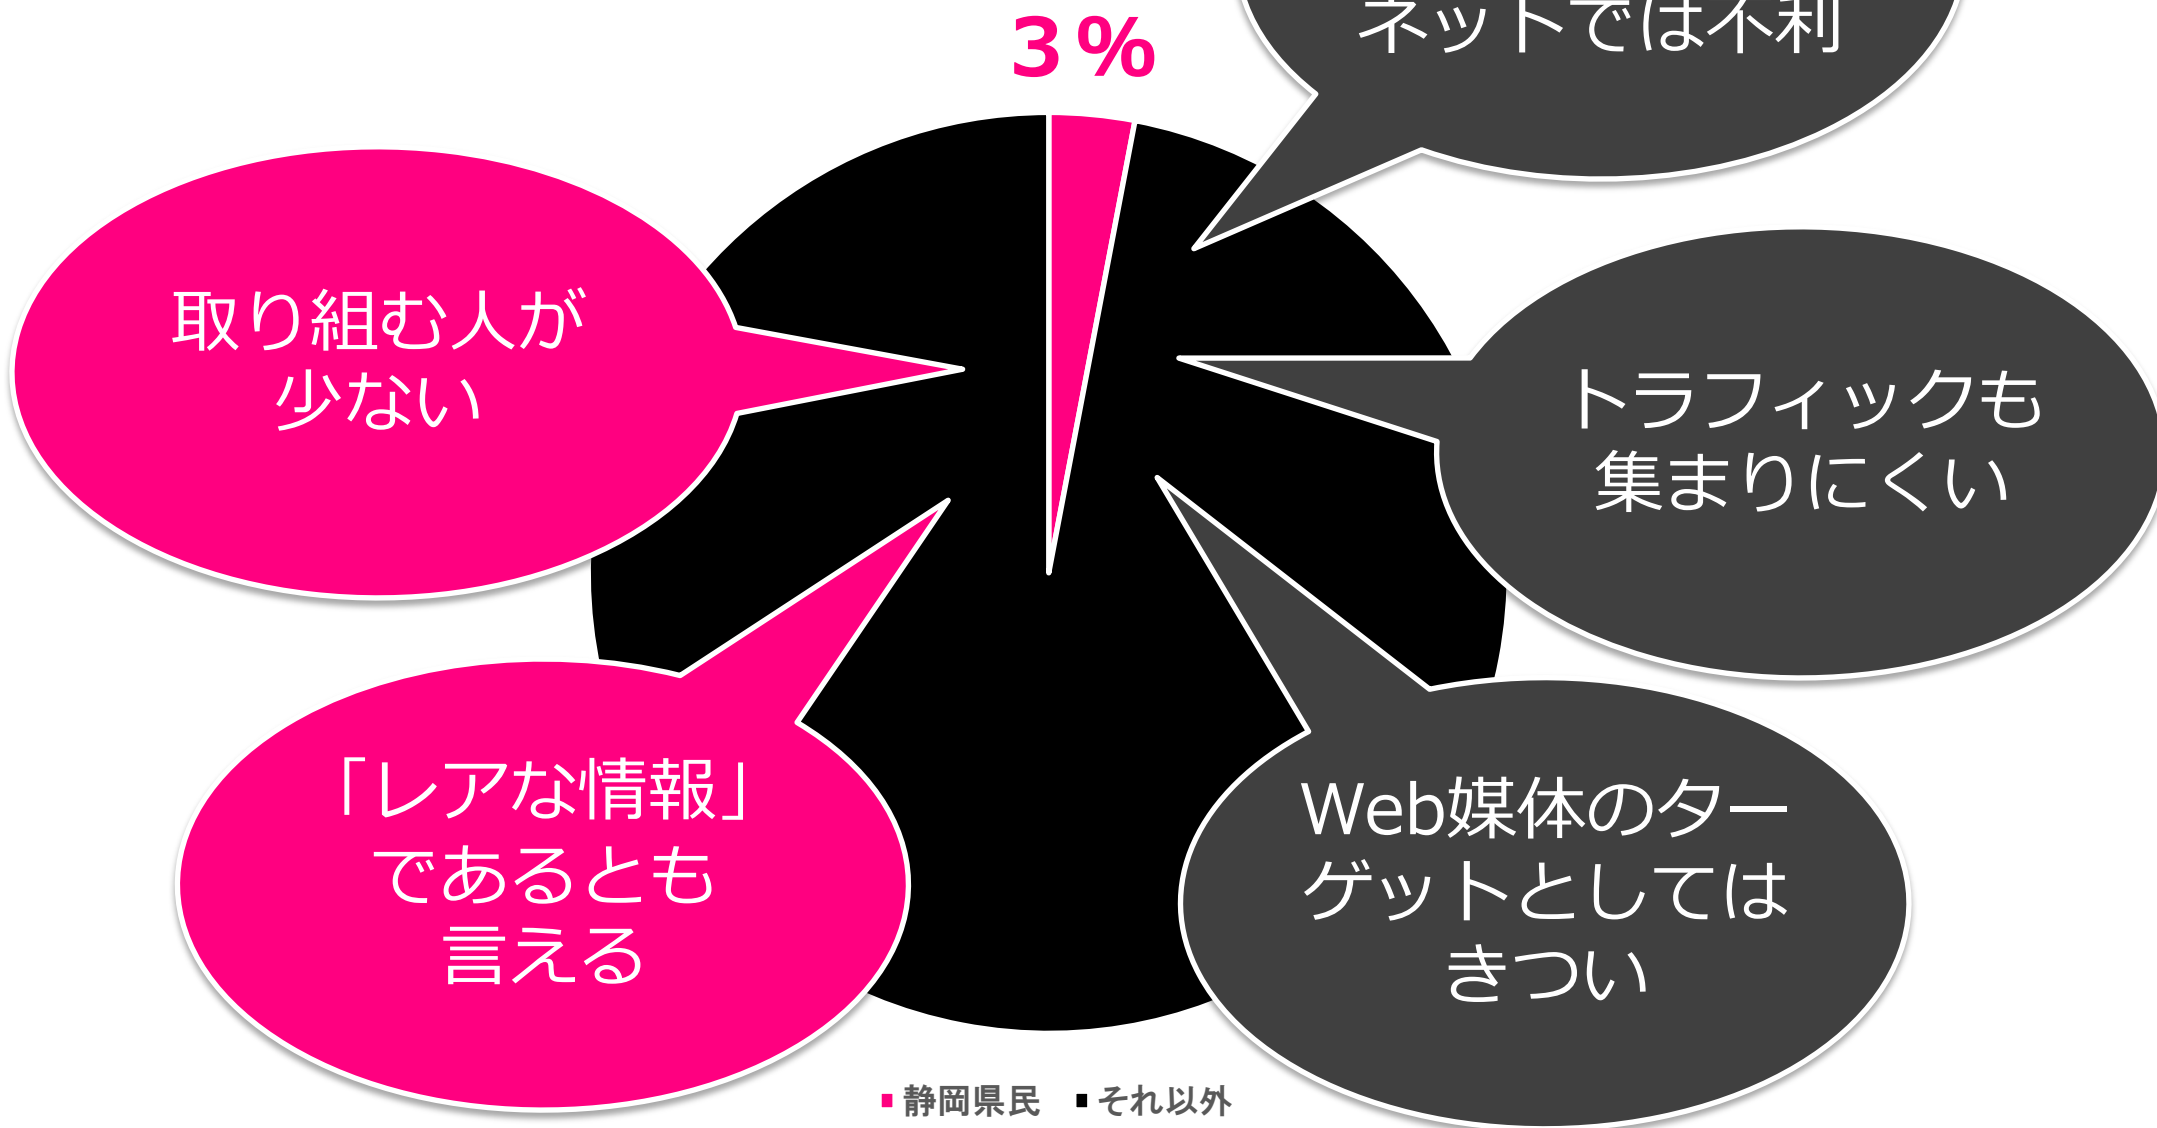 3%
ネットでは不利
取り組む人が
少ない
トラフィックも
集まりにくい
「レアな情報」
であるとも
言える
Web媒体のター
ゲットとしては
きつい
静岡県民 それ以外